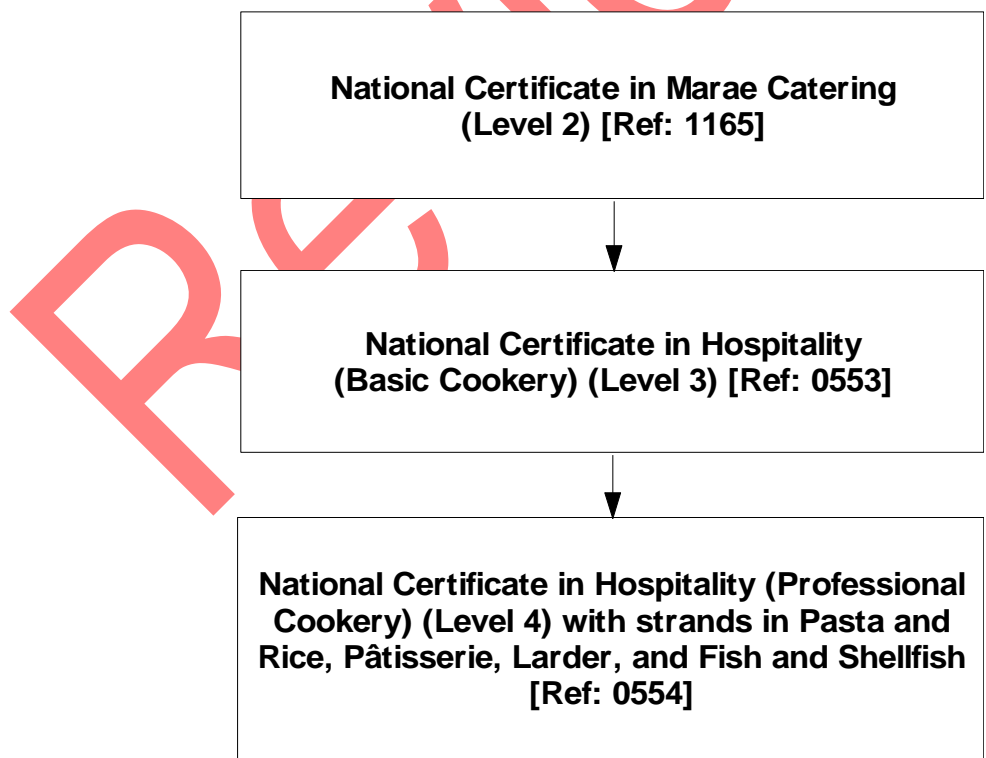 National Certificate in Marae Catering
(Level 2) [Ref: 1165]
National Certificate in Hospitality
(Basic Cookery) (Level 3) [Ref: 0553]
National Certificate in Hospitality (Professional
Cookery) (Level 4) with strands in Pasta and
Rice, Pâtisserie, Larder, and Fish and Shellfish
[Ref: 0554]